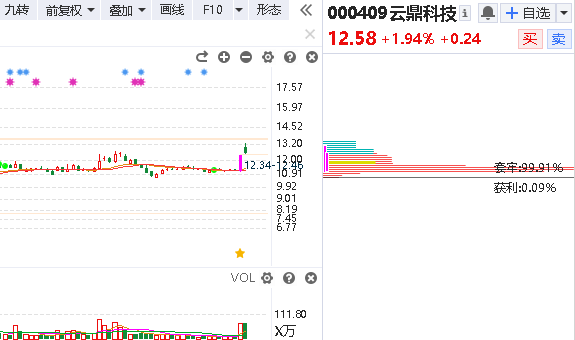 九转 前复权 叠加 画线 F10 形态
000409云鼎科技 自选
12.58 +1.94% +0.24 买 卖
17.57
15.97
14.52
13.20
12.00
12.34-12.46
10.91
9.92
9.01
8.19
7.45
6.77
套牢:99.91%
获利:0.09%
VOL
111.80
X万